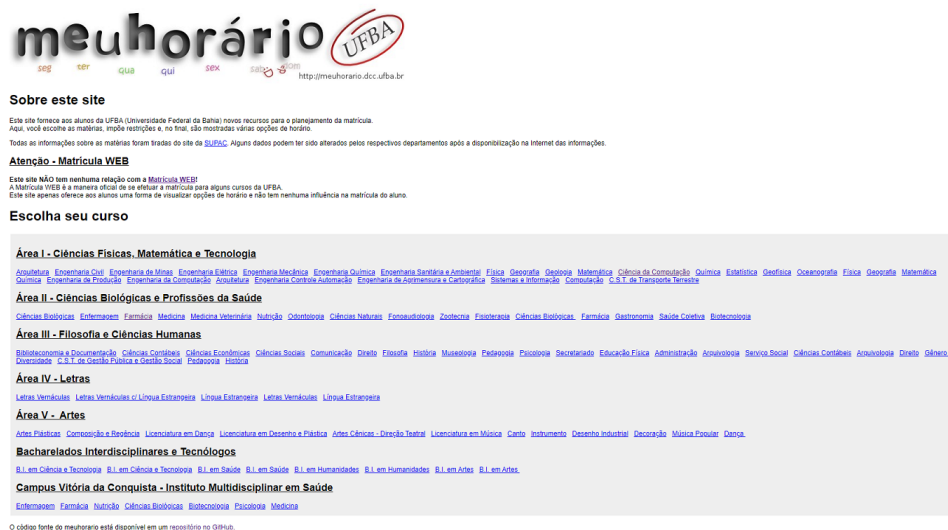 meuhorário UFBA
seg ter qua qui sex sab dom
http://meuhorario.dcc.ufba.br
Sobre este site
Este site fornece aos alunos da UFBA (Universidade Federal da Bahia) novos recursos para o planejamento da matrícula.
Aqui, você escolhe as matérias, impõe restrições e, no final, são mostradas várias opções de horário.
Todas as informações sobre as matérias foram tiradas do site da SUPAC. Alguns dados podem ter sido alterados pelos respectivos departamentos após a disponibilização na Internet das informações.
Atenção - Matrícula WEB
Este site NÃO tem nenhuma relação com a Matrícula WEB!
A Matrícula WEB é a maneira oficial de se efetuar a matrícula para alguns cursos da UFBA.
Este site apenas oferece aos alunos uma forma de visualizar opções de horário e não tem nenhuma influência na matrícula do aluno.
Escolha seu curso
Área I - Ciências Físicas, Matemática e Tecnologia
Arquitetura Engenharia Civil Engenharia de Minas Engenharia Elétrica Engenharia Mecânica Engenharia Química Engenharia Sanitária e Ambiental Física Geografia Geologia Matemática Ciência da Computação Química Estatística Geofísica Oceanografia Física Geografia Matemática
Química Engenharia de Produção Engenharia da Computação Arquitetura Engenharia Controle Automação Engenharia de Agrimensura e Cartográfica Sistemas e Informação Computação C.S.T. de Transporte Terrestre
Área II - Ciências Biológicas e Profissões da Saúde
Ciências Biológicas Enfermagem Farmácia Medicina Medicina Veterinária Nutrição Odontologia Ciências Naturais Fonoaudiologia Zootecnia Fisioterapia Ciências Biológicas Farmácia Gastronomia Saúde Coletiva Biotecnologia
Área III - Filosofia e Ciências Humanas
Biblioteconomia e Documentação Ciências Contábeis Ciências Econômicas Ciências Sociais Comunicação Direito Filosofia História Museologia Pedagogia Psicologia Secretariado Educação Física Administração Arquivologia Serviço Social Ciências Contábeis Arquivologia Direito Gênero
Diversidade C.S.T. de Gestão Pública e Gestão Social Pedagogia História
Área IV - Letras
Letras Vernáculas Letras Vernáculas c/ Língua Estrangeira Língua Estrangeira Letras Vernáculas Língua Estrangeira
Área V - Artes
Artes Plásticas Composição e Regência Licenciatura em Dança Licenciatura em Desenho e Plástica Artes Cênicas - Direção Teatral Licenciatura em Música Canto Instrumento Desenho Industrial Decoração Música Popular Dança
Bacharelados Interdisciplinares e Tecnólogos
B.I. em Ciência e Tecnologia B.I. em Ciência e Tecnologia B.I. em Saúde B.I. em Saúde B.I. em Humanidades B.I. em Humanidades B.I. em Artes B.I. em Artes
Campus Vitória da Conquista - Instituto Multidisciplinar em Saúde
Enfermagem Farmácia Nutrição Ciências Biológicas Biotecnologia Psicologia Medicina
O código fonte do meuhorario está disponível em um repositório no GitHub.